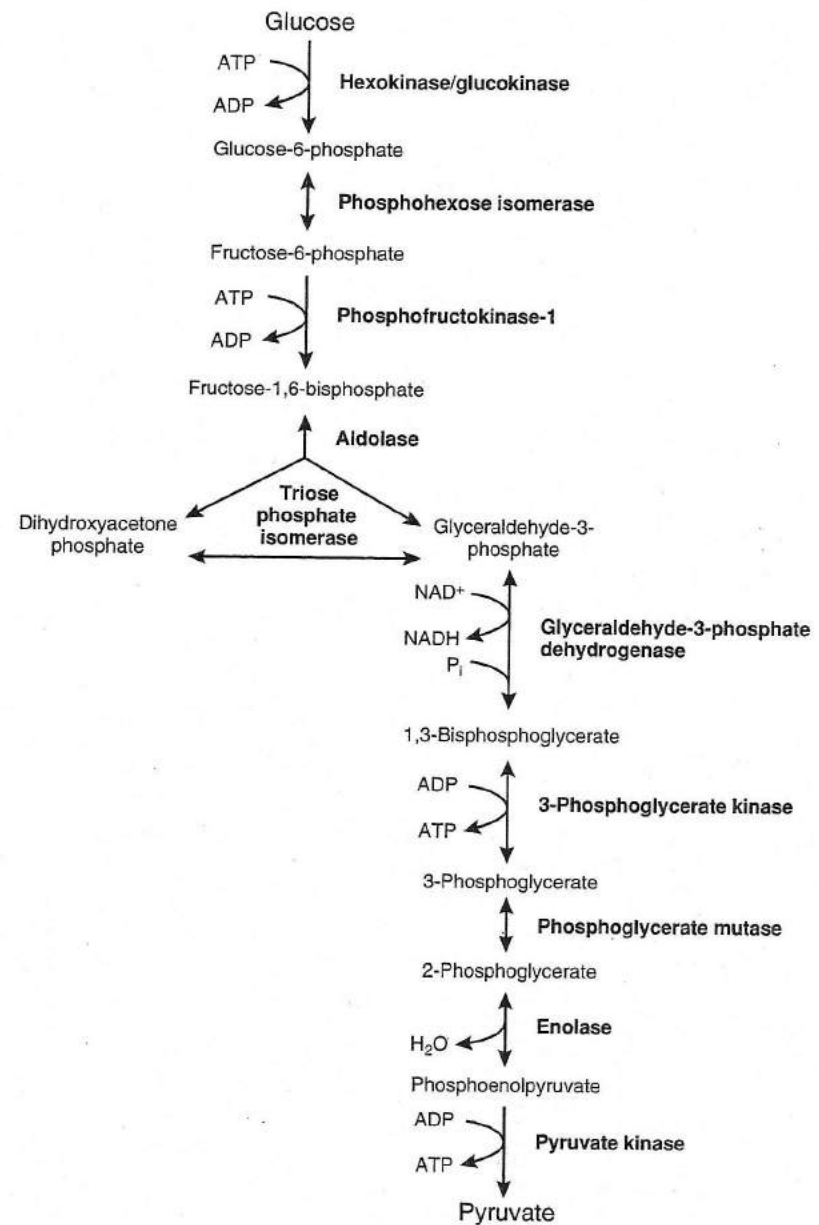 Glucose
ATP
Hexokinase/glucokinase
ADP
Glucose-6-phosphate
Phosphohexose isomerase
Fructose-6-phosphate
ATP
Phosphofructokinase-1
ADP
Fructose-1,6-bisphosphate
Aldolase
Triose
phosphate
isomerase
Dihydroxyacetone
phosphate
Glyceraldehyde-3-
phosphate
NAD+
NADH
Pi
Glyceraldehyde-3-phosphate
dehydrogenase
1,3-Bisphosphoglycerate
ADP
3-Phosphoglycerate kinase
ATP
3-Phosphoglycerate
Phosphoglycerate mutase
2-Phosphoglycerate
Enolase
H2O
Phosphoenolpyruvate
ADP
Pyruvate kinase
ATP
Pyruvate